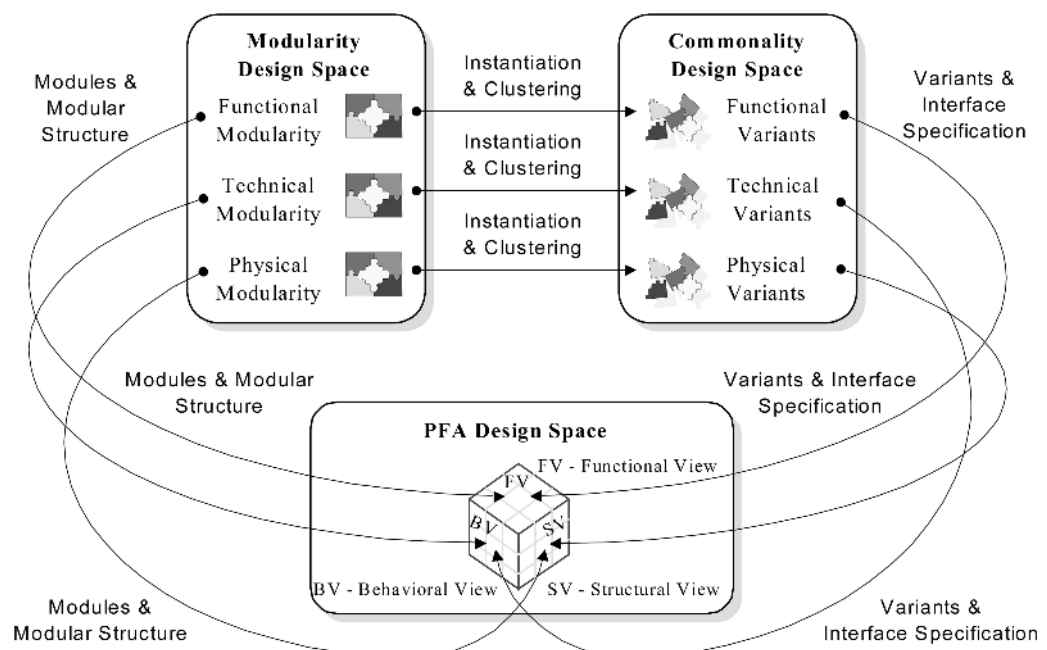 Modularity
Design Space
Commonality
Design Space
Modules &
Modular
Structure
Instantiation
& Clustering
Variants &
Interface
Specification
Functional
Modularity
Functional
Variants
Instantiation
& Clustering
Technical
Modularity
Technical
Variants
Instantiation
& Clustering
Physical
Modularity
Physical
Variants
Modules & Modular
Structure
Variants & Interface
Specification
PFA Design Space
FV - Functional View
FV
BV
SV
BV - Behavioral View
SV - Structural View
Modules &
Modular Structure
Variants &
Interface Specification